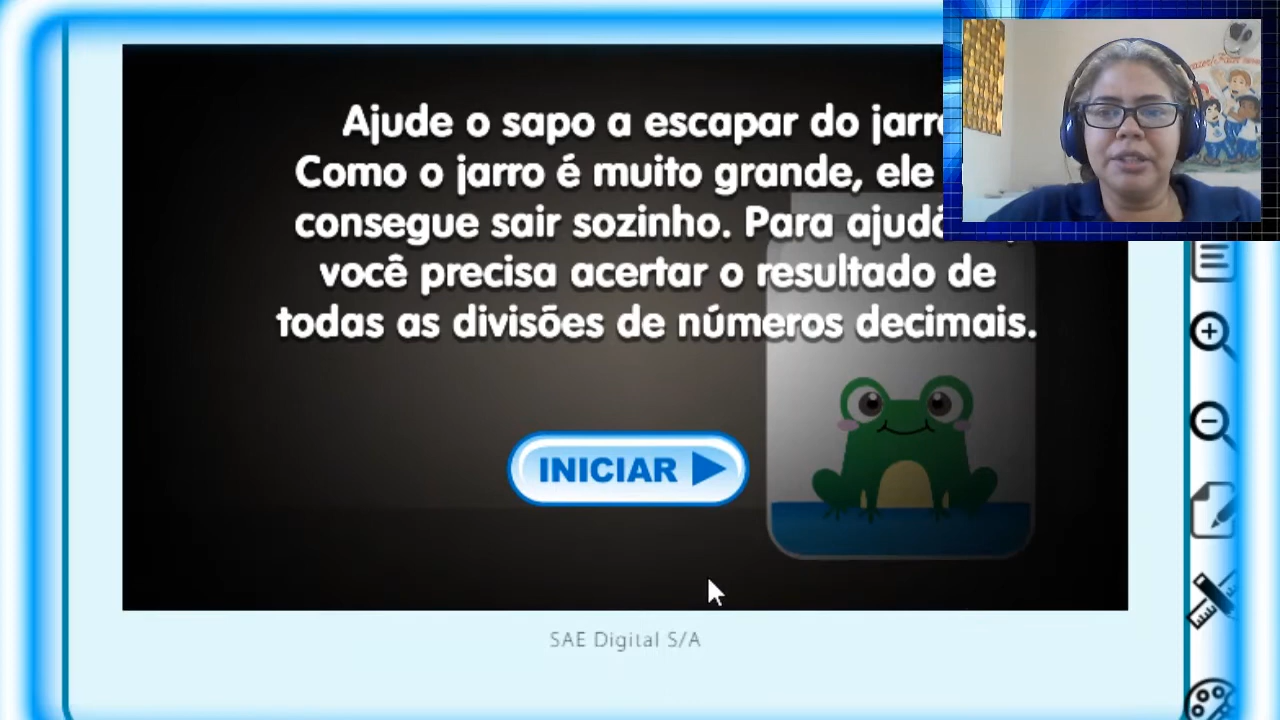 Ajude o sapo a escapar do
Como o jarro é muito grande, ele
consegue sair sozinho. Para
você precisa acertar o resultado de
todas as divisões de números decimais.
INICIAR
SAE Digital S/A